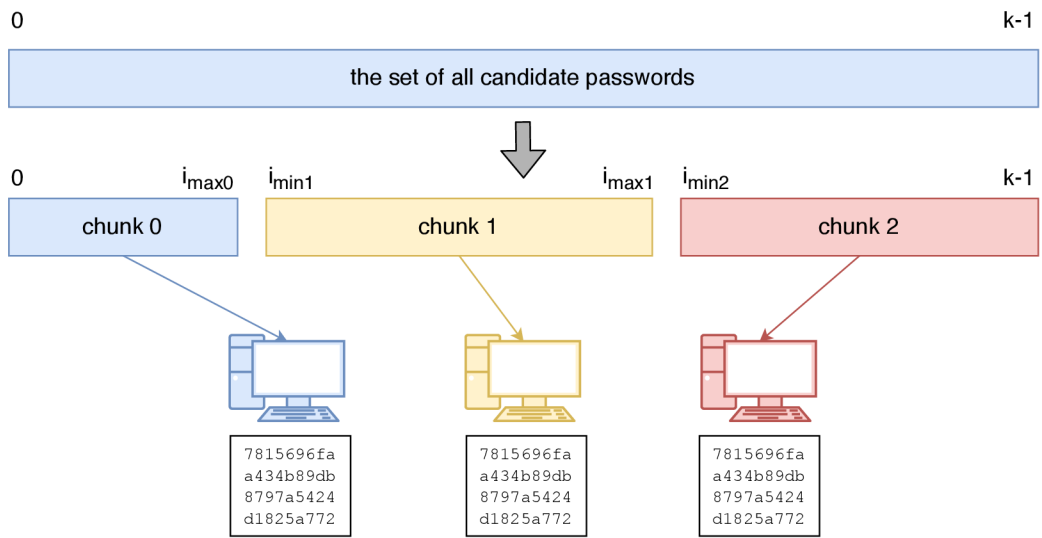 0 k-1
the set of all candidate passwords
0 imax0 imin1 imax1 imin2 k-1
chunk 0 chunk 1 chunk 2
7815696fa 7815696fa 7815696fa
a434b89db a434b89db a434b89db
8797a5424 8797a5424 8797a5424
d1825a772 d1825a772 d1825a772